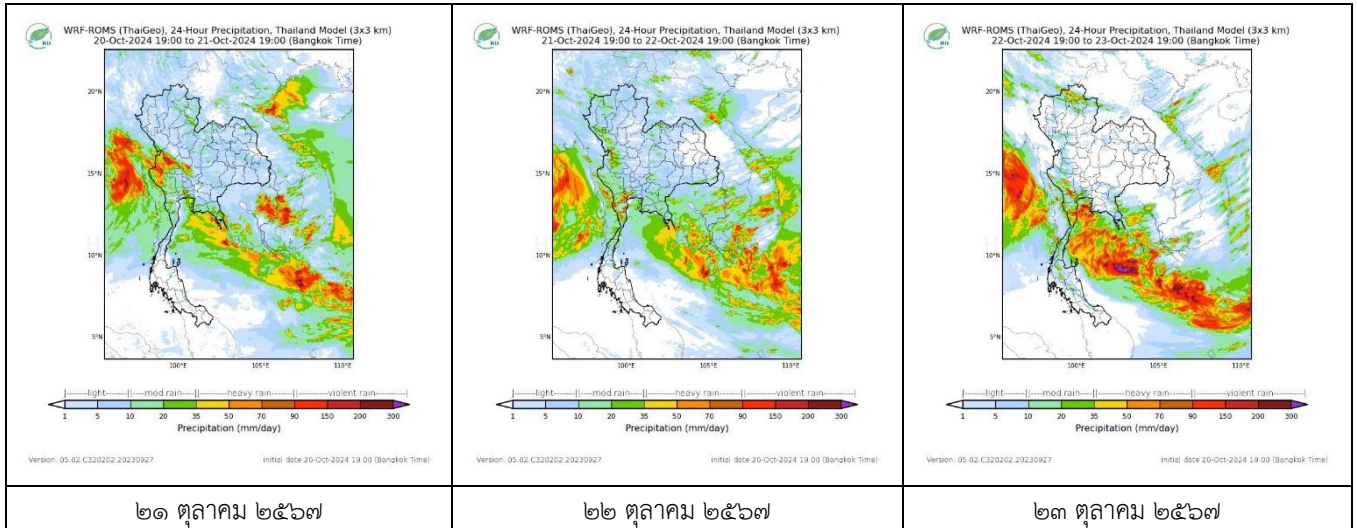 WRF-ROMS (ThaiGeo), 24-Hour Precipitation, Thailand Model (3x3 km)
20-Oct-2024 19:00 to 21-Oct-2024 19:00 (Bangkok Time)
20°N
15°N
10°N
5°N
100°E 105°E 110°E
light mod rain heavy rain violent rain
1 5 10 20 35 50 70 90 150 200 300
Precipitation (mm/day)
Version: 05.02.C320202.20230927 initial date 20-Oct-2024 19:00 (Bangkok Time)
๒๑ ตุลาคม ๒๕๖๗
WRF-ROMS (ThaiGeo), 24-Hour Precipitation, Thailand Model (3x3 km)
21-Oct-2024 19:00 to 22-Oct-2024 19:00 (Bangkok Time)
20°N
15°N
10°N
5°N
100°E 105°E 110°E
light mod rain heavy rain violent rain
1 5 10 20 35 50 70 90 150 200 300
Precipitation (mm/day)
Version: 05.02.C320202.20230927 initial date 20-Oct-2024 19:00 (Bangkok Time)
๒๒ ตุลาคม ๒๕๖๗
WRF-ROMS (ThaiGeo), 24-Hour Precipitation, Thailand Model (3x3 km)
22-Oct-2024 19:00 to 23-Oct-2024 19:00 (Bangkok Time)
20°N
15°N
10°N
5°N
100°E 105°E 110°E
light mod rain heavy rain violent rain
1 5 10 20 35 50 70 90 150 200 300
Precipitation (mm/day)
Version: 05.02.C320202.20230927 initial date 20-Oct-2024 19:00 (Bangkok Time)
๒๓ ตุลาคม ๒๕๖๗